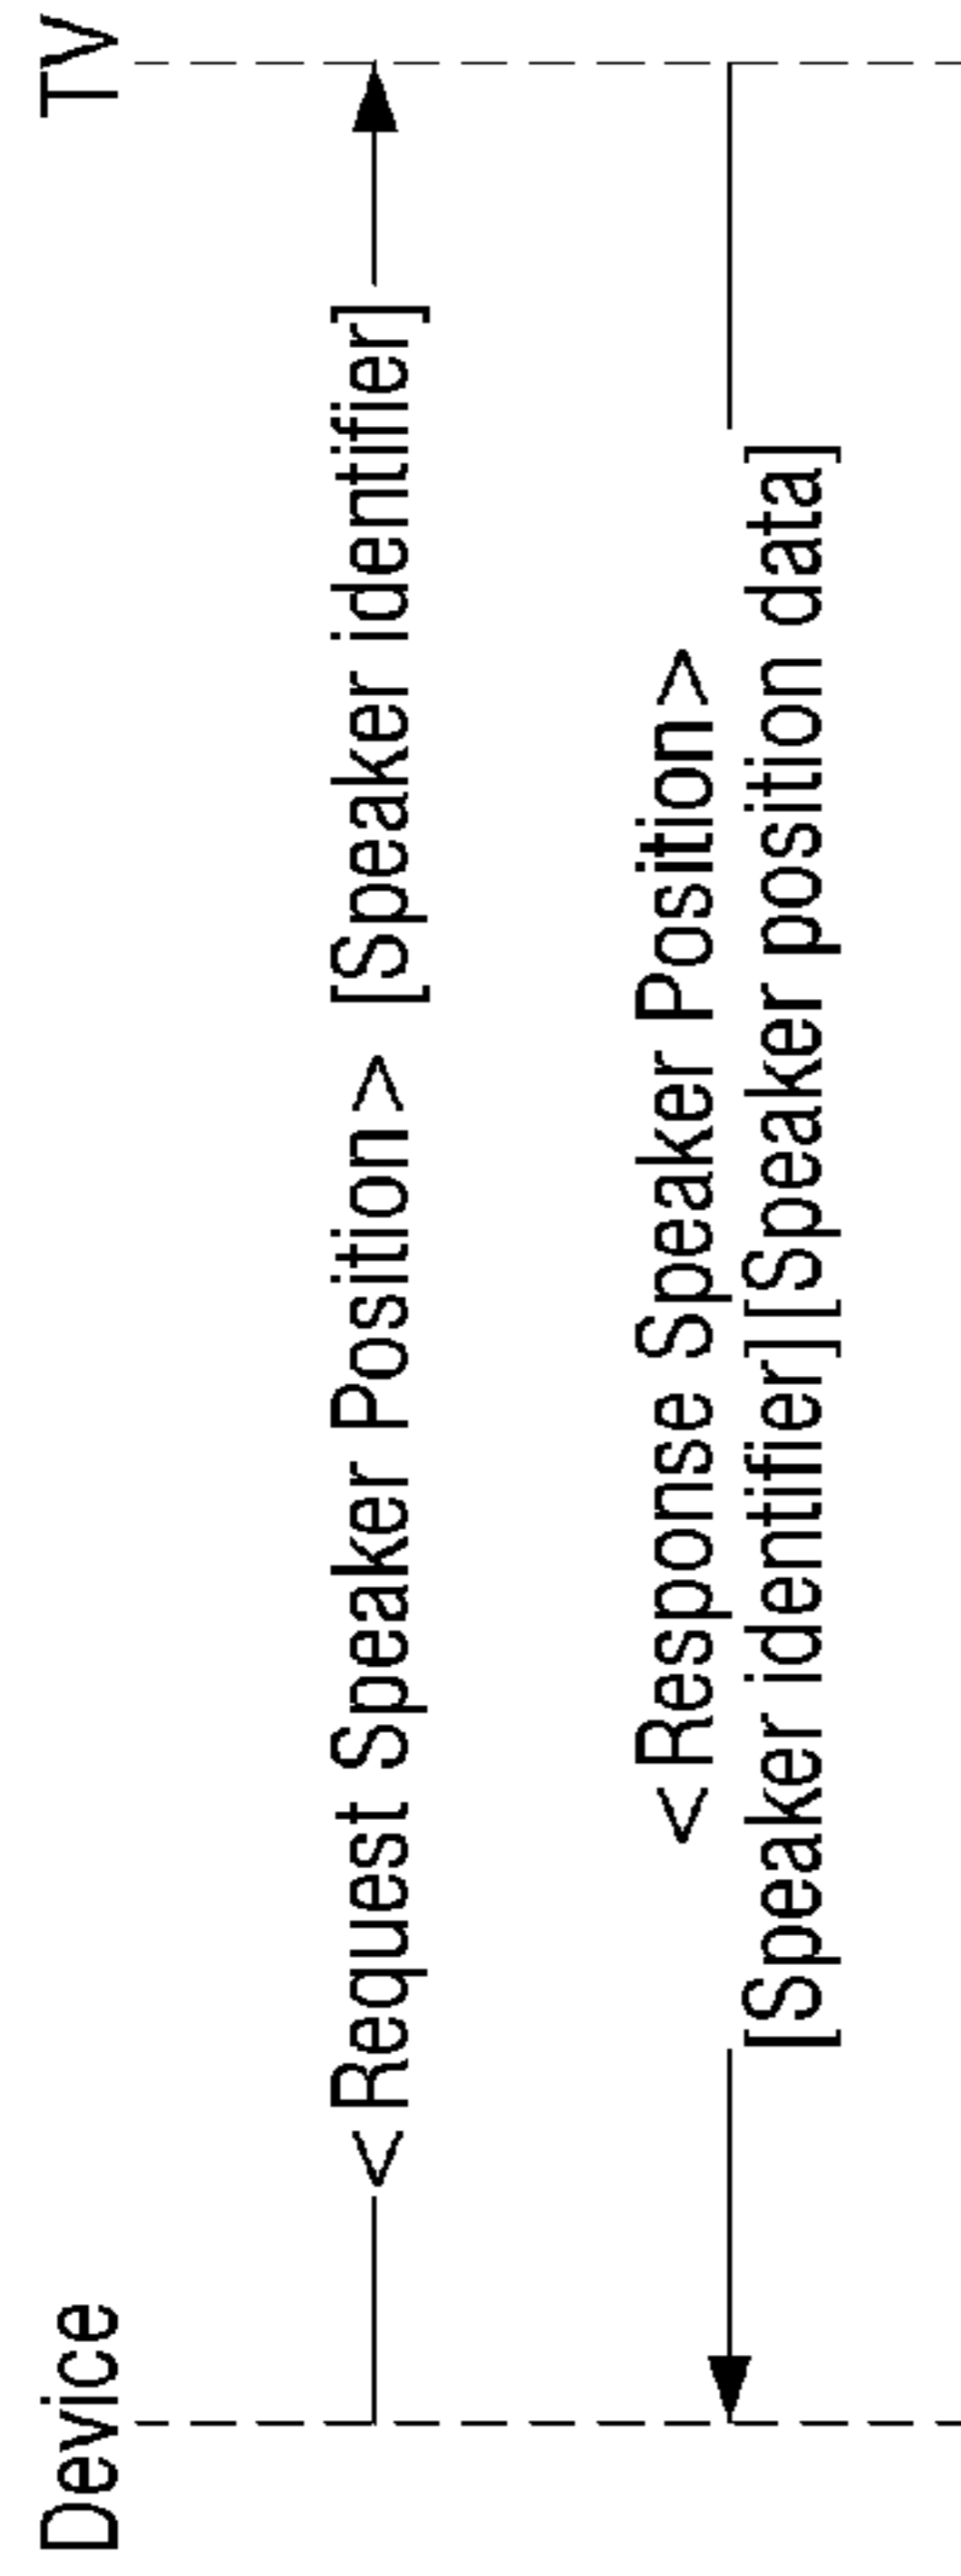 Device
TV
<Request Speaker Position> [Speaker identifier]
<Response Speaker Position>
[Speaker identifier][Speaker position data]